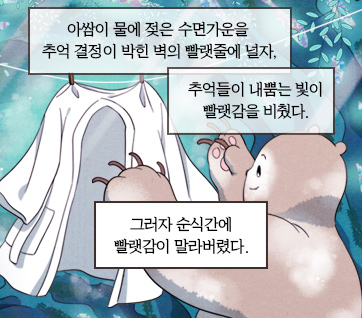 아쌈이 물에 젖은 수면가운을
추억 결정이 박힌 벽의 빨랫줄에 널자,
추억들이 내뿜는 빛이
빨랫감을 비췄다.
그러자 순식간에
빨랫감이 말라버렸다.